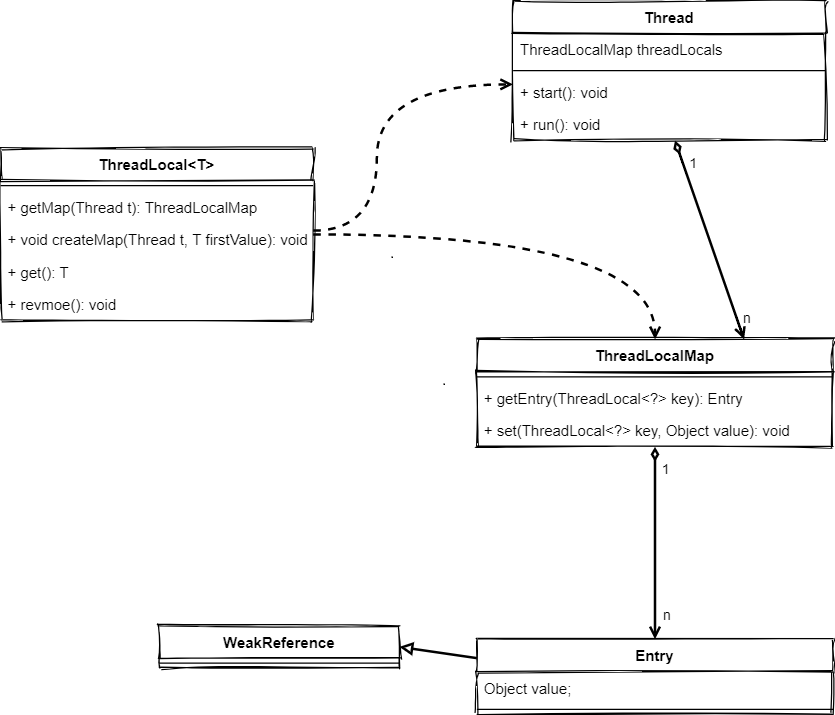 Thread
ThreadLocalMap threadLocals
+ start(): void
+ run(): void
1
ThreadLocal<T>
+ getMap(Thread t): ThreadLocalMap
+ void createMap(Thread t, T firstValue): void
+ get(): T
+ revmoe(): void
n
ThreadLocalMap
+ getEntry(ThreadLocal<?> key): Entry
+ set(ThreadLocal<?> key, Object value): void
1
n
WeakReference
Entry
Object value;